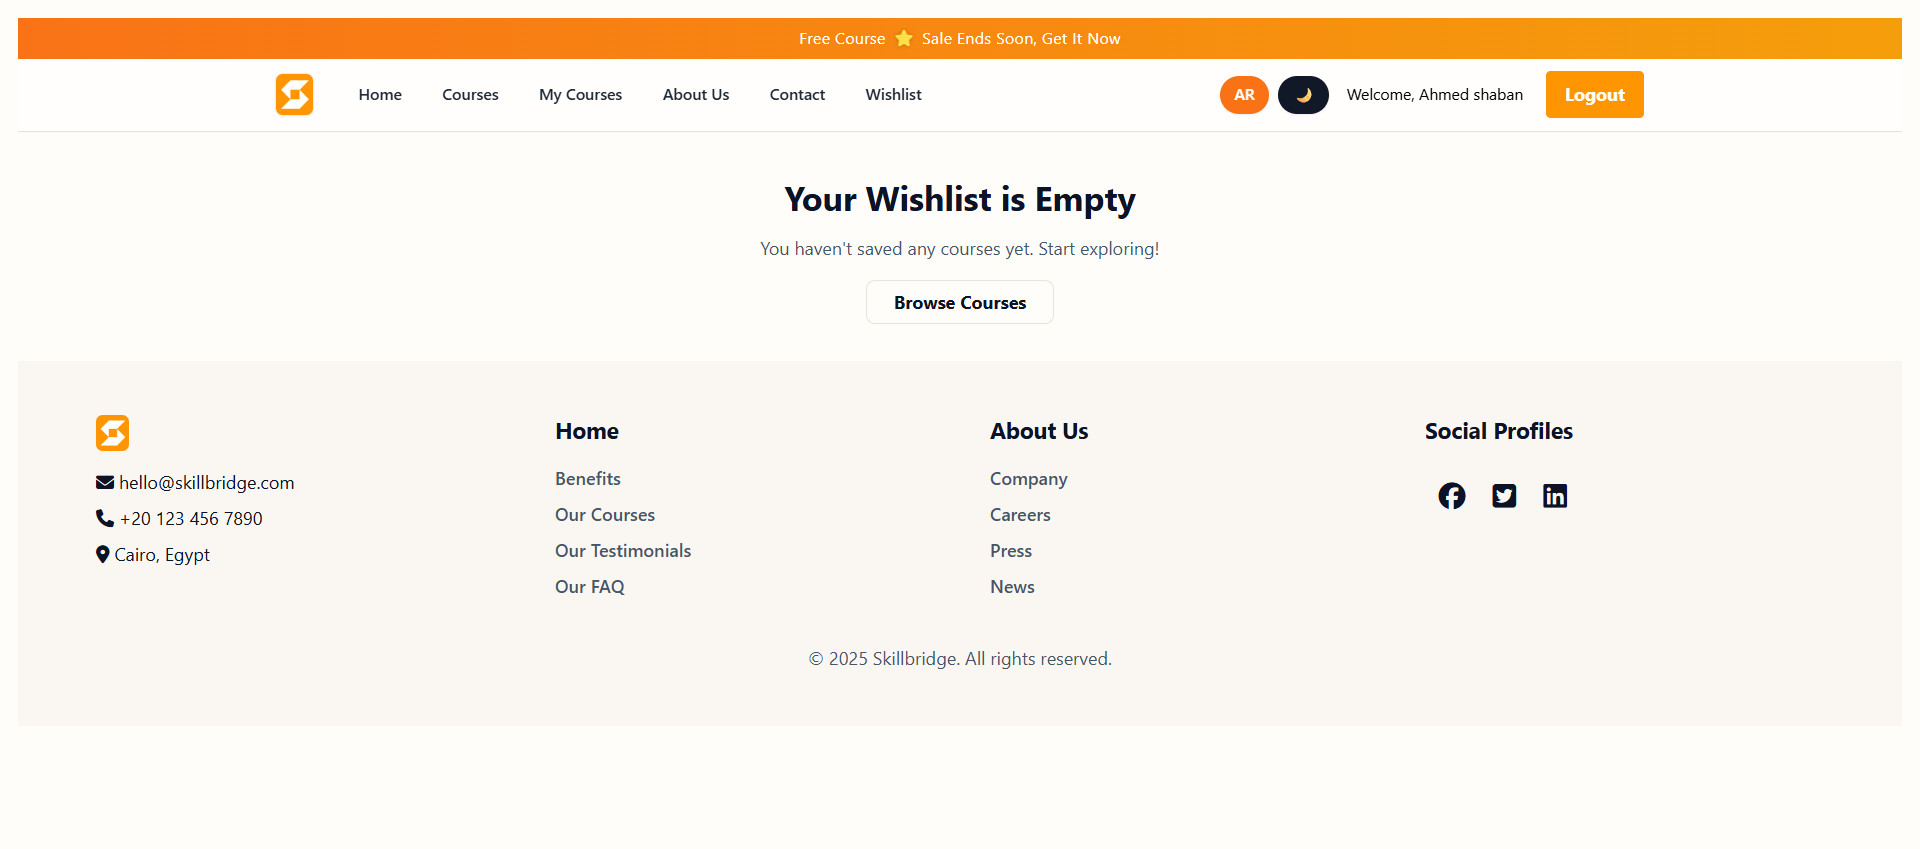 Free Course ⭐ Sale Ends Soon, Get It Now
Home Courses My Courses About Us Contact Wishlist AR Welcome, Ahmed shaban Logout
Your Wishlist is Empty
You haven't saved any courses yet. Start exploring!
Browse Courses
hello@skillbridge.com
+20 123 456 7890
Cairo, Egypt
Home
Benefits
Our Courses
Our Testimonials
Our FAQ
About Us
Company
Careers
Press
News
Social Profiles
© 2025 Skillbridge. All rights reserved.